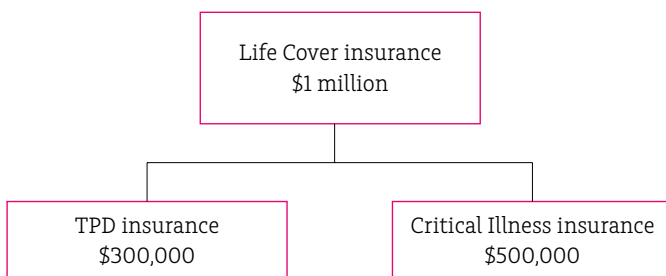 Life Cover insurance
$1 million
TPD insurance
$300,000
Critical Illness insurance
$500,000